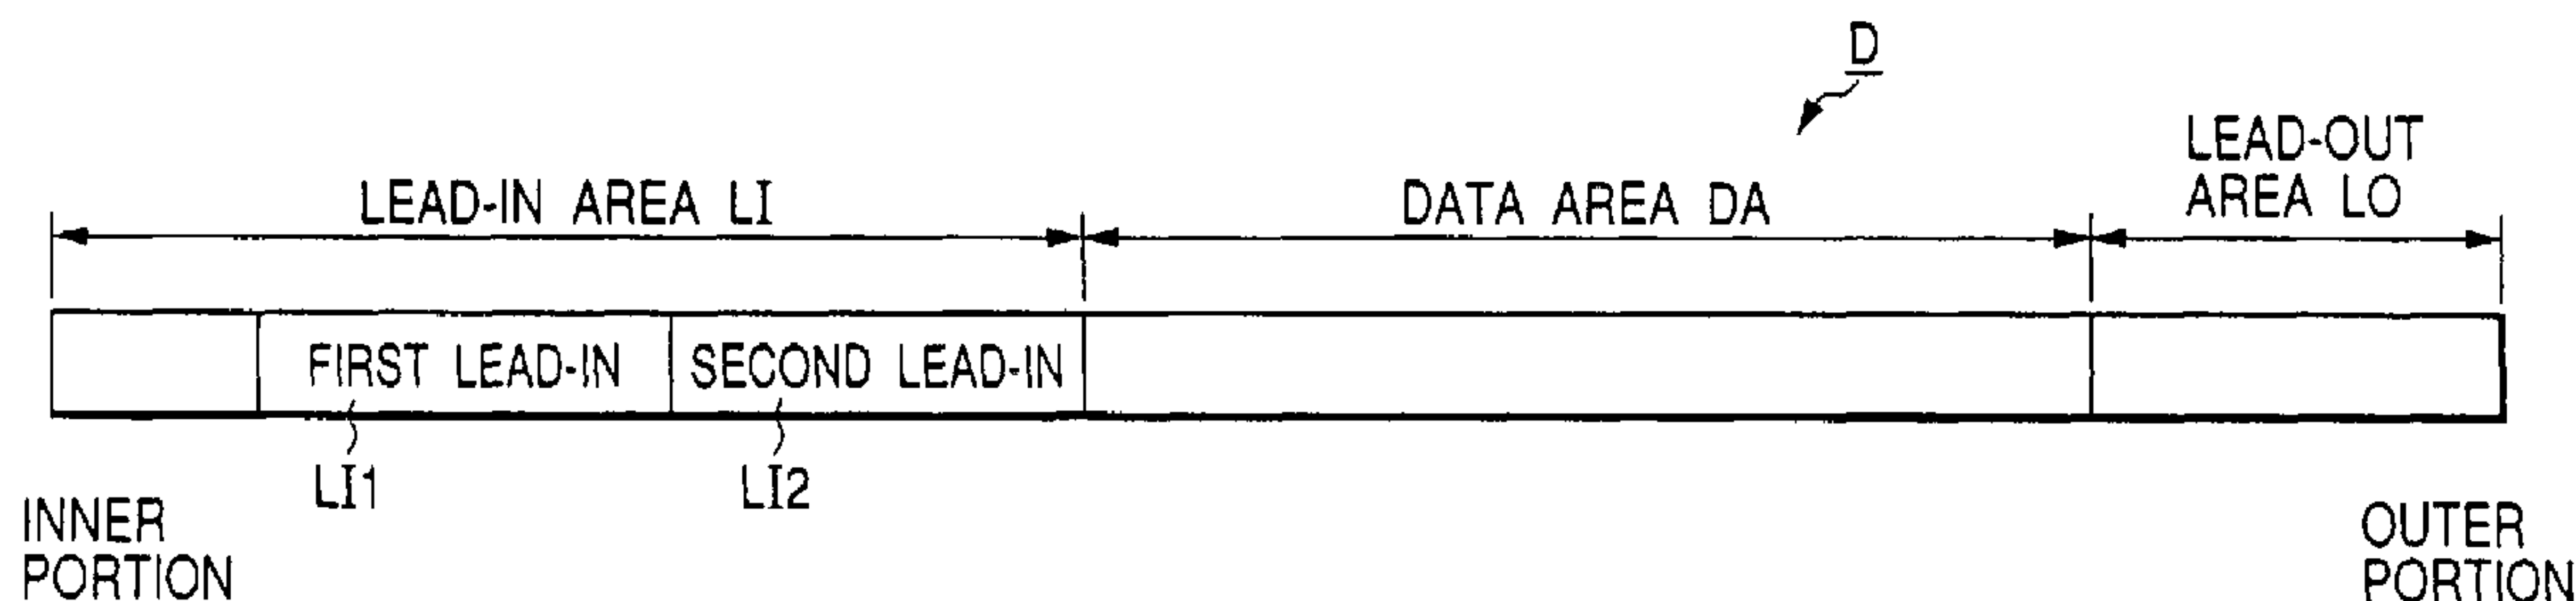 D
LEAD-IN AREA LI
DATA AREA DA
LEAD-OUT
AREA LO
FIRST LEAD-IN
SECOND LEAD-IN
LI1
LI2
INNER
PORTION
OUTER
PORTION